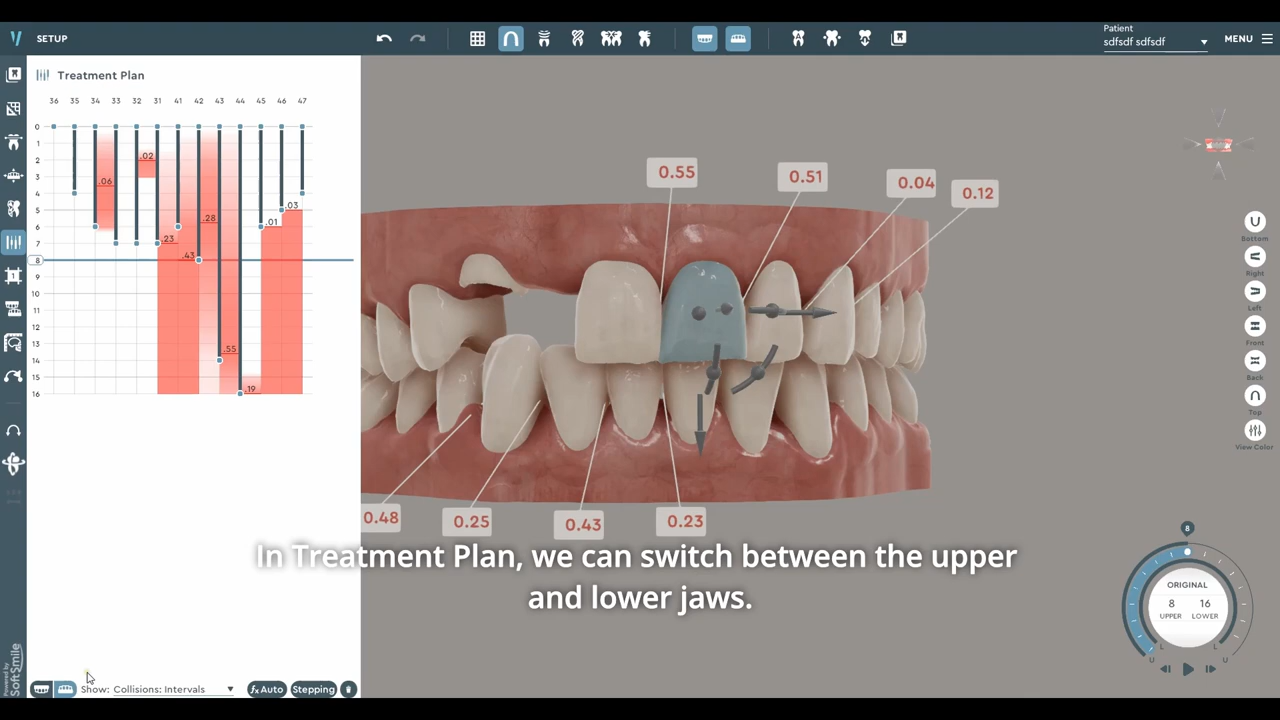 SETUP
Patient
sdfsdf sdfsdf
MENU
Treatment Plan
36 35 34 33 32 31 41 42 43 44 45 46 47
0
1
2
3
4
5
6
7
8
9
10
11
12
13
14
15
16
.02
.06
.03
.28
.01
.23
.43
.55
.19
0.55
0.51
0.04
0.12
0.48
0.25
0.43
0.23
Bottom
Right
Left
Front
Back
Top
View Color
8
ORIGINAL
8 16
UPPER LOWER
L L
U U
In Treatment Plan, we can switch between the upper
and lower jaws.
Powered by
SoftSmile
Show: Collisions: Intervals
fx Auto
Stepping